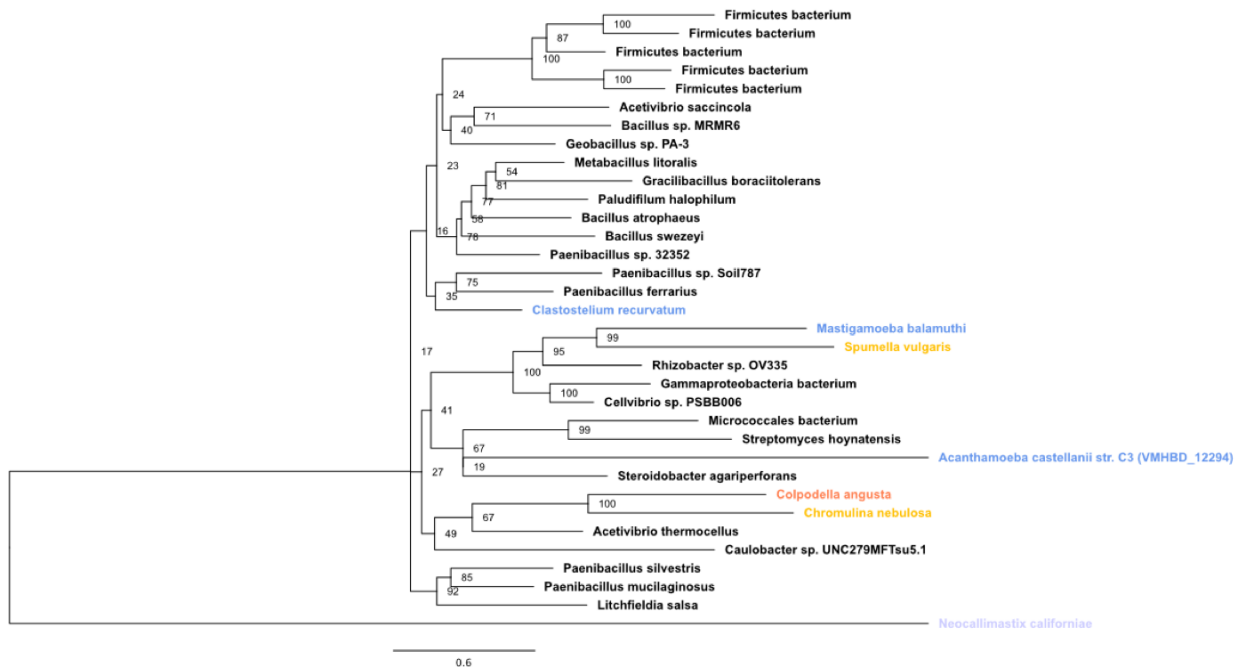 Firmicutes bacterium
100
Firmicutes bacterium
87
Firmicutes bacterium
100
Firmicutes bacterium
100
Firmicutes bacterium
24
Acetivibrio saccincola
71
Bacillus sp. MRMR6
40
Geobacillus sp. PA-3
23
Metabacillus litoralis
54
Gracilibacillus boraciitolerans
81
Paludifilum halophilum
77
Bacillus atrophaeus
58
16
Bacillus swezeyi
78
Paenibacillus sp. 32352
Paenibacillus sp. Soil787
75
Paenibacillus ferrarius
35
Clastostelium recurvatum
Mastigamoeba balamuthi
99
Spumella vulgaris
17
95
Rhizobacter sp. OV335
100
Gammaproteobacteria bacterium
100
Cellvibrio sp. PSBB006
41
Micrococcales bacterium
99
Streptomyces hoynatensis
67
Acanthamoeba castellanii str. C3 (VMHBD_12294)
27
19
Steroidobacter agariperforans
Colpodella angusta
100
Chromulina nebulosa
67
Acetivibrio thermocellus
49
Caulobacter sp. UNC279MFTsu5.1
Paenibacillus silvestris
85
Paenibacillus mucilaginosus
92
Litchfieldia salsa
Neocallimastix californiae
0.6